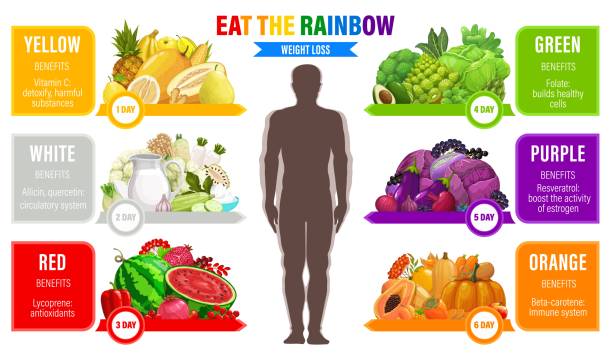 EAT THE RAINBOW
WEIGHT LOSS
YELLOW
BENEFITS
Vitamin C:
detoxify, harmful
substances
1 DAY
WHITE
BENEFITS
Allicin, quercetin:
circulatory system
2 DAY
RED
BENEFITS
Lycoprene:
antioxidants
3 DAY
GREEN
BENEFITS
Folate:
builds healthy
cells
4 DAY
PURPLE
BENEFITS
Resveratrol:
boost the activity
of estrogen
5 DAY
ORANGE
BENEFITS
Beta-carotene:
immune system
6 DAY